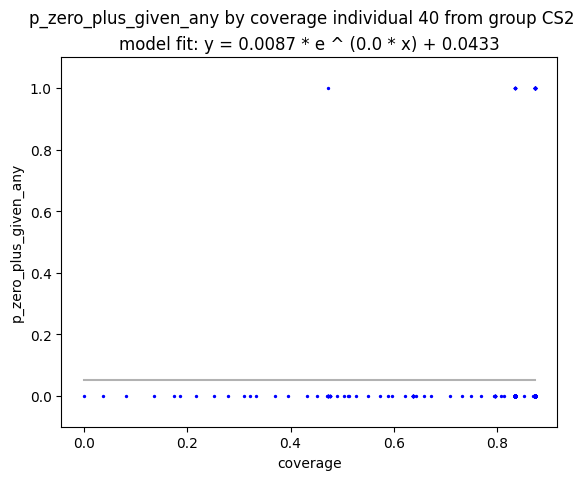 p_zero_plus_given_any by coverage individual 40 from group CS2
model fit: y = 0.0087 * e ^ (0.0 * x) + 0.0433
1.0
0.8
0.6
0.4
0.2
0.0
p_zero_plus_given_any
0.0 0.2 0.4 0.6 0.8
coverage